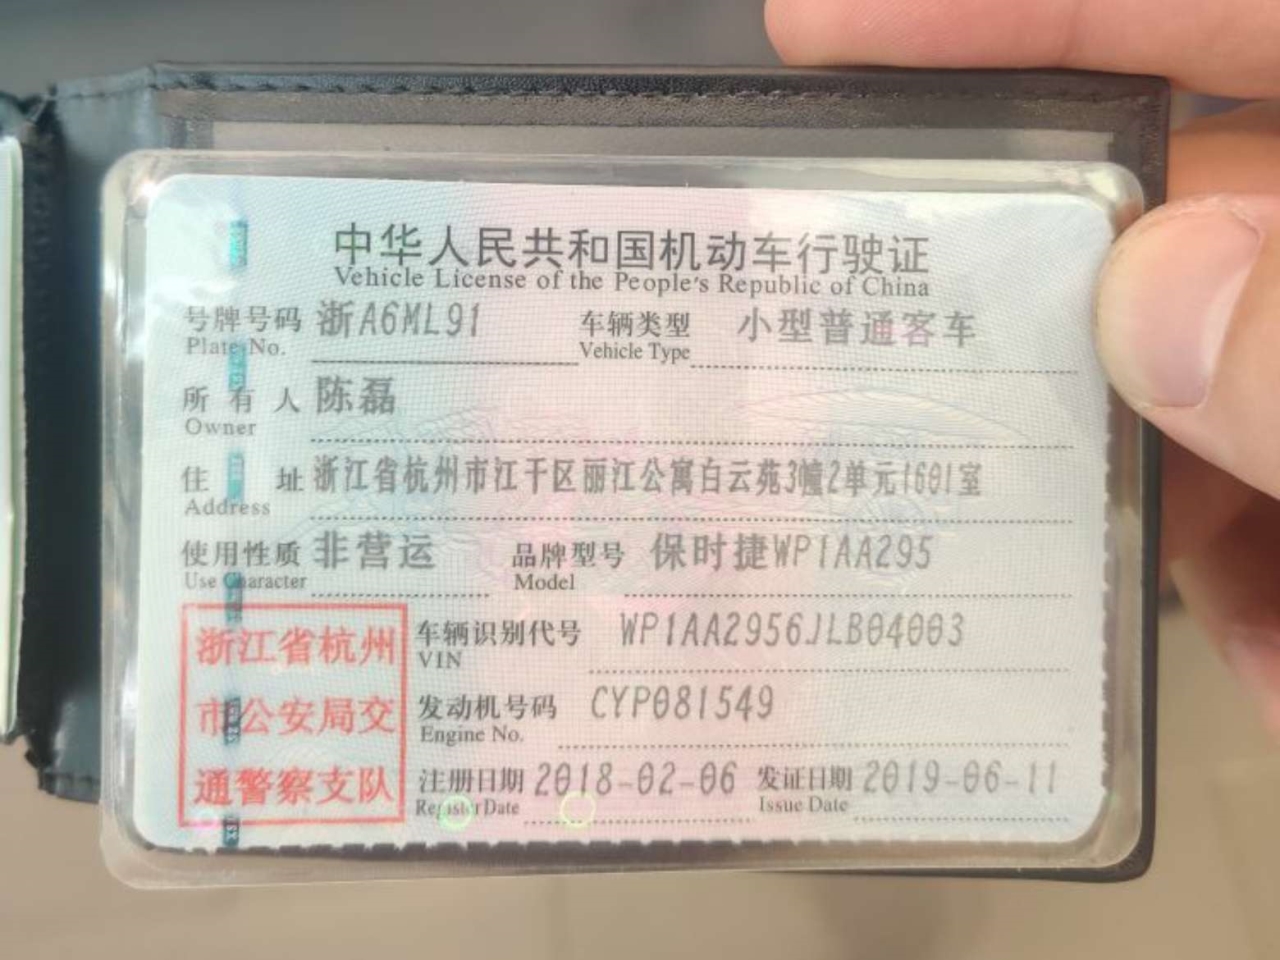 中华人民共和国机动车行驶证
Vehicle License of the People's Republic of China
号牌号码 浙A6ML91 车辆类型 小型普通客车
Plate No. Vehicle Type
所有人 陈磊
Owner
住址 浙江省杭州市江干区丽江公寓白云苑3幢2单元1601室
Address
使用性质 非营运 品牌型号 保时捷WP1AA295
Use Character Model
浙江省杭州 车辆识别代号 WP1AA2956JLB04003
VIN
市公安局交 发动机号码 CYP081549
Engine No.
通警察支队 注册日期 2018-02-06 发证日期 2019-06-11
Register Date Issue Date